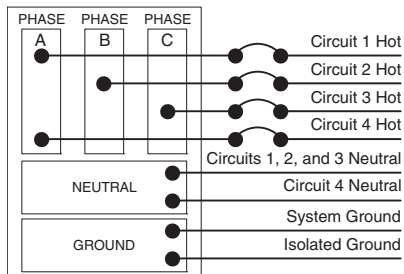 PHASE PHASE PHASE
A B C
Circuit 1 Hot
Circuit 2 Hot
Circuit 3 Hot
Circuit 4 Hot
Circuits 1, 2, and 3 Neutral
NEUTRAL
Circuit 4 Neutral
System Ground
GROUND
Isolated Ground